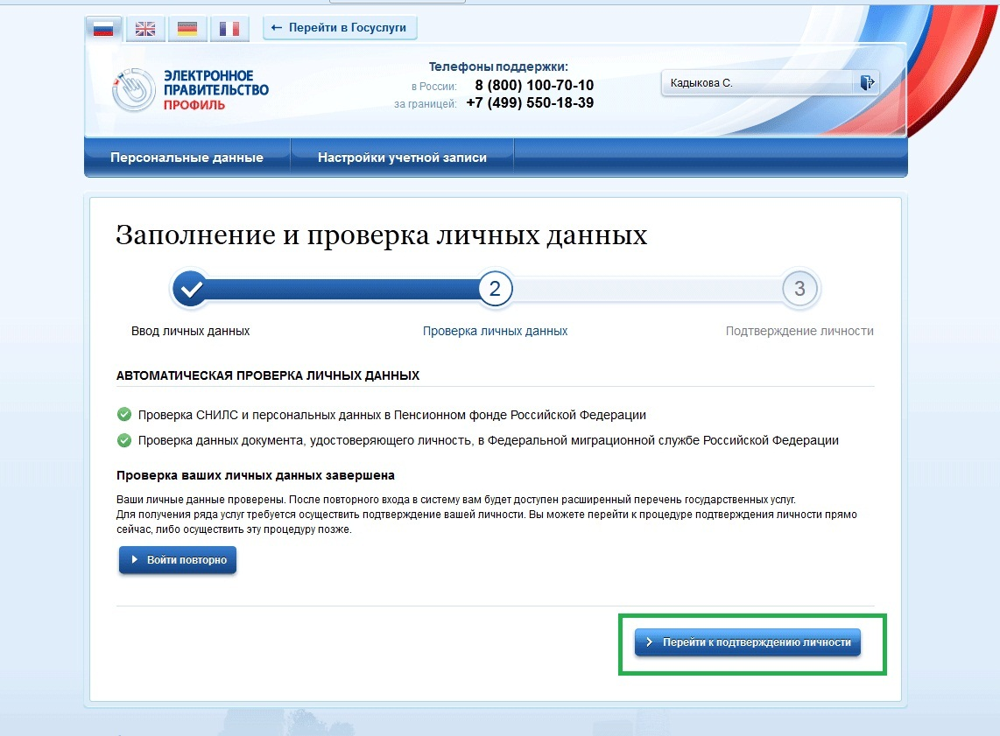 ← Перейти в Госуслуги
ЭЛЕКТРОННОЕ
ПРАВИТЕЛЬСТВО
ПРОФИЛЬ
Телефоны поддержки:
в России: 8 (800) 100-70-10
за границей: +7 (499) 550-18-39
Кадыкова С.
Персональные данные Настройки учетной записи
Заполнение и проверка личных данных
2 3
Ввод личных данных Проверка личных данных Подтверждение личности
АВТОМАТИЧЕСКАЯ ПРОВЕРКА ЛИЧНЫХ ДАННЫХ
Проверка СНИЛС и персональных данных в Пенсионном фонде Российской Федерации
Проверка данных документа, удостоверяющего личность, в Федеральной миграционной службе Российской Федерации
Проверка ваших личных данных завершена
Ваши личные данные проверены. После повторного входа в систему вам будет доступен расширенный перечень государственных услуг.
Для получения ряда услуг требуется осуществить подтверждение вашей личности. Вы можете перейти к процедуре подтверждения личности прямо
сейчас, либо осуществить эту процедуру позже.
Войти повторно
Перейти к подтверждению личности